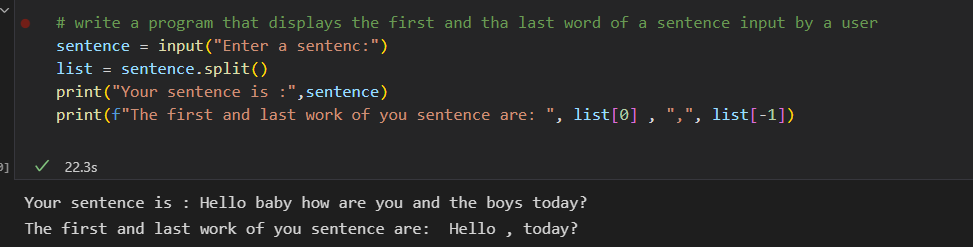 # write a program that displays the first and tha last word of a sentence input by a user
sentence = input("Enter a sentenc:")
list = sentence.split()
print("Your sentence is :",sentence)
print(f"The first and last work of you sentence are: ", list[0] , ",", list[-1])
22.3s
Your sentence is : Hello baby how are you and the boys today?
The first and last work of you sentence are:  Hello , today?